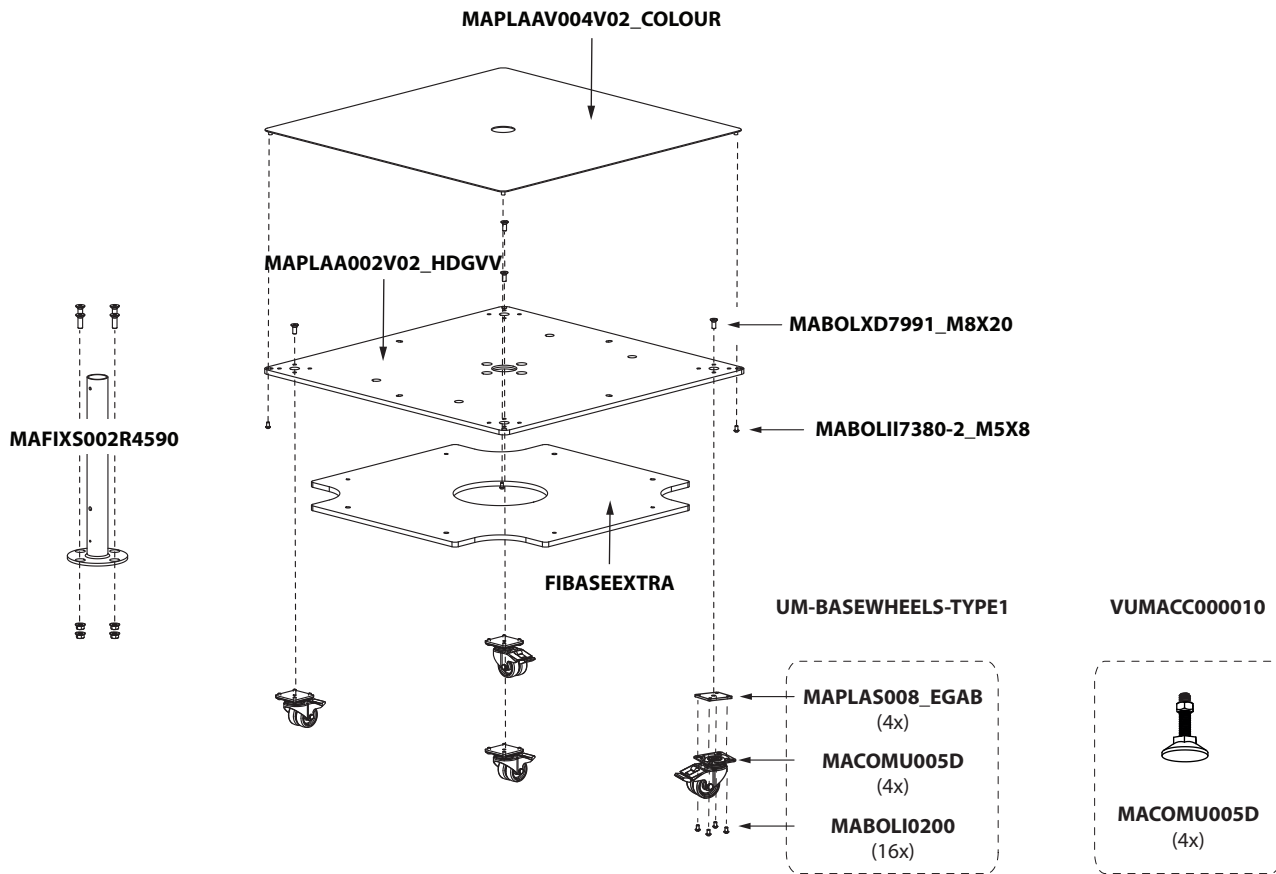 MAPLAAV004V02_COLOUR
MAPLAA002V02_HDGVV
MABOLXD7991_M8X20
MAFIXS002R4590
MABOLII7380-2_M5X8
FIBASEEXTRA
UM-BASEWHEELS-TYPE1
VUMACC000010
MAPLAS008_EGAB
(4x)
MACOMU005D
(4x)
MABOLI0200
(16x)
MACOMU005D
(4x)